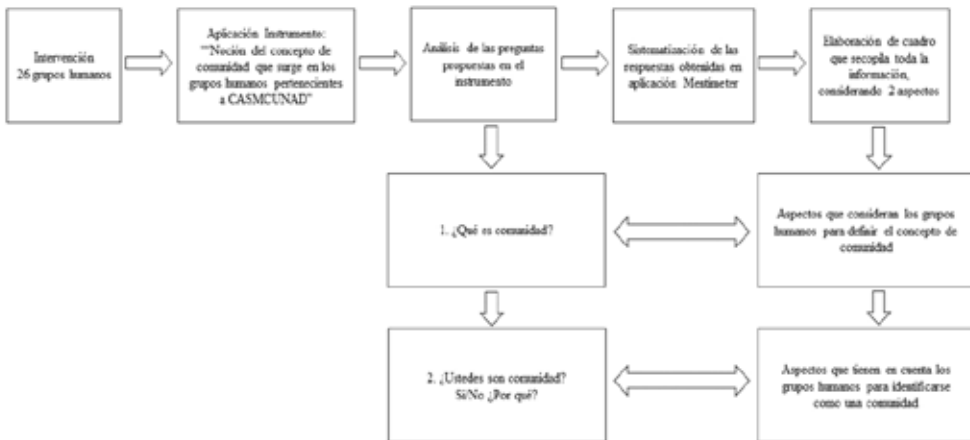 Intervención
26 grupos humanos
Aplicación Instrumento:
""Noción del concepto de
comunidad que surge en los
grupos humanos pertenecientes
a CASMCUNAD"
Análisis de las preguntas
propuestas en el
instrumento
Sistematización de las
respuestas obtenidas en
aplicación Mentimeter
Elaboración de cuadro
que recopila toda la
información,
considerando 2 aspectos
1. ¿Qué es comunidad?
Aspectos que consideran los grupos
humanos para definir el concepto de
comunidad
2. ¿Ustedes son comunidad?
Si/No ¿Por qué?
Aspectos que tienen en cuenta los
grupos humanos para identificarse
como una comunidad